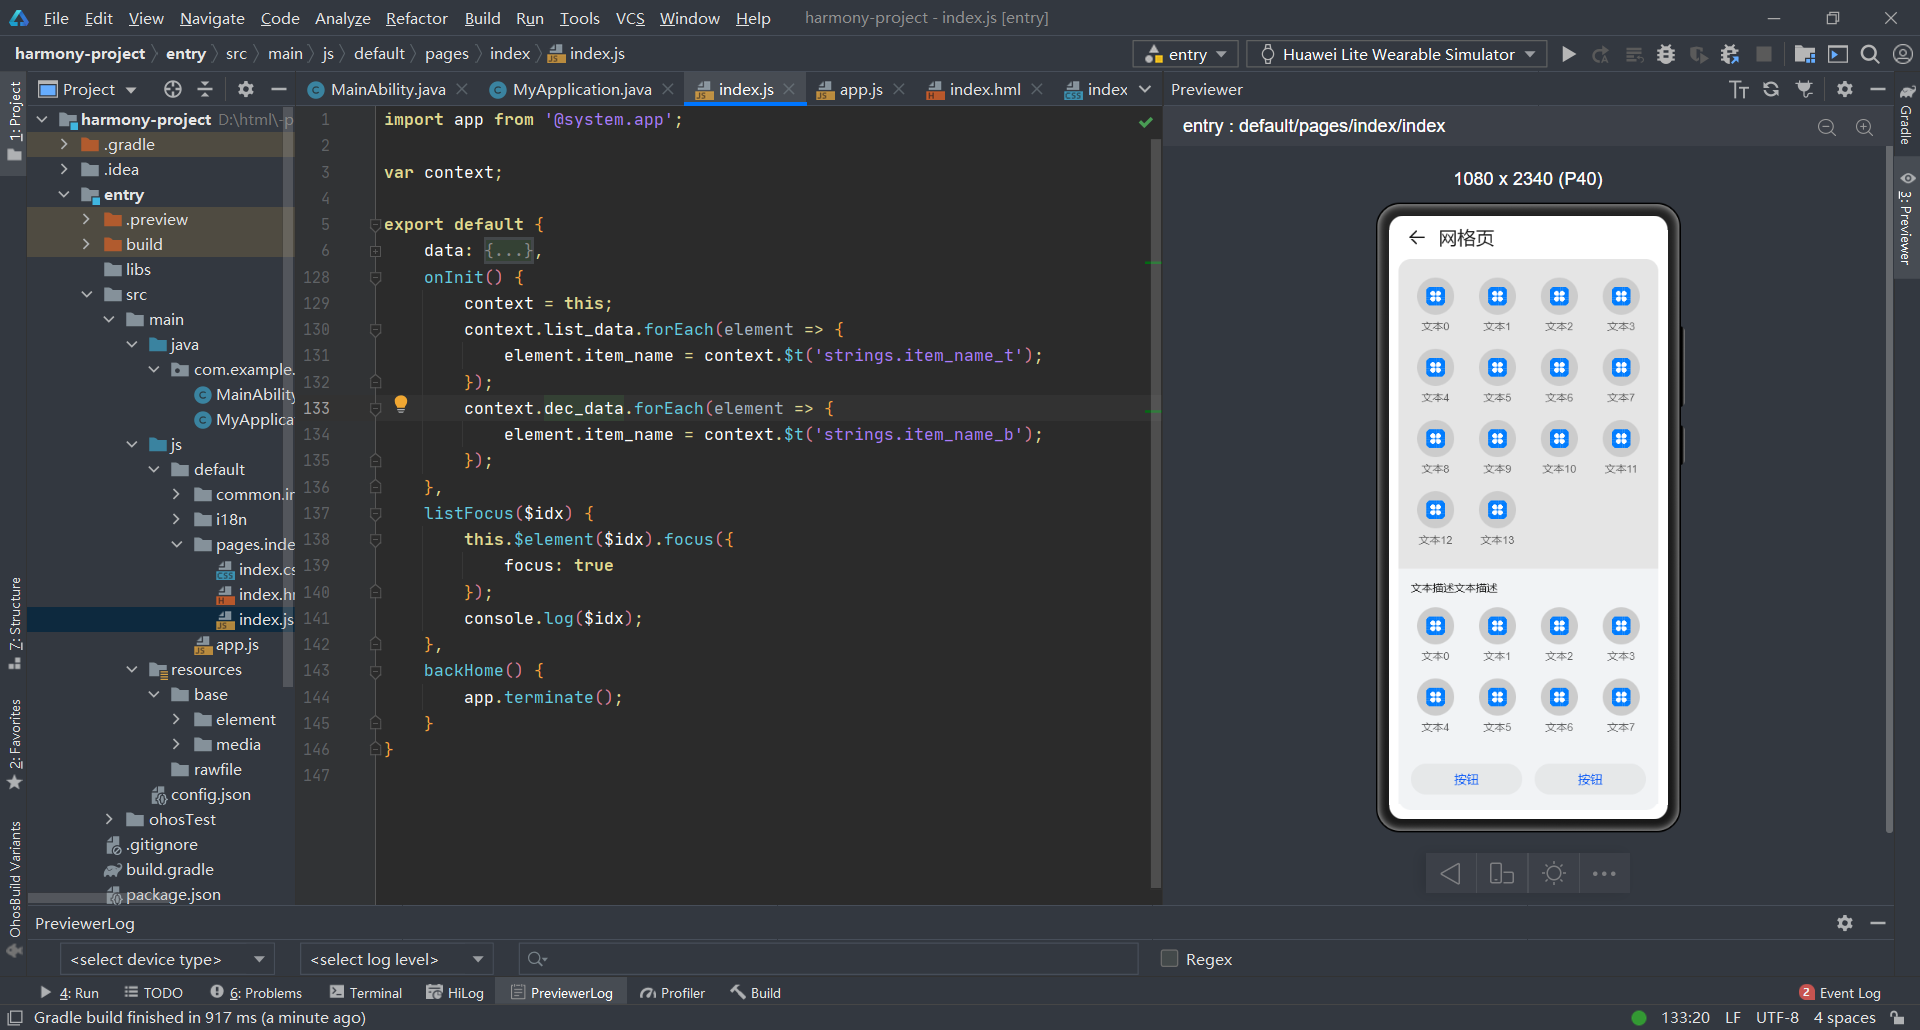 File Edit View Navigate Code Analyze Refactor Build Run Tools VCS Window Help harmony-project - index.js [entry]
harmony-project entry src main js default pages index index.js entry Huawei Lite Wearable Simulator
Project MainAbility.java MyApplication.java index.js app.js index.hml index Previewer
1: Project
7: Structure
2: Favorites
OhosBuild Variants
harmony-project D:\html\-p
.gradle
.idea
entry
.preview
build
libs
src
main
java
com.example.
MainAbility
MyApplica
js
default
common.in
i18n
pages.inde
index.cs
index.h
index.js
app.js
resources
base
element
media
rawfile
config.json
ohosTest
.gitignore
build.gradle
package.json
1 import app from '@system.app';
2
3 var context;
4
5 export default {
6 data: {...},
128 onInit() {
129 context = this;
130 context.list_data.forEach(element => {
131 element.item_name = context.$t('strings.item_name_t');
132 });
133 context.dec_data.forEach(element => {
134 element.item_name = context.$t('strings.item_name_b');
135 });
136 },
137 listFocus($idx) {
138 this.$element($idx).focus({
139 focus: true
140 });
141 console.log($idx);
142 },
143 backHome() {
144 app.terminate();
145 }
146 }
147
entry : default/pages/index/index
1080 x 2340 (P40)
网格页
文本0 文本1 文本2 文本3
文本4 文本5 文本6 文本7
文本8 文本9 文本10 文本11
文本12 文本13
文本描述文本描述
文本0 文本1 文本2 文本3
文本4 文本5 文本6 文本7
按钮 按钮
Gradle
3: Previewer
PreviewerLog
<select device type> <select log level> Regex
4: Run TODO 6: Problems Terminal HiLog PreviewerLog Profiler Build 2 Event Log
Gradle build finished in 917 ms (a minute ago) 133:20 LF UTF-8 4 spaces